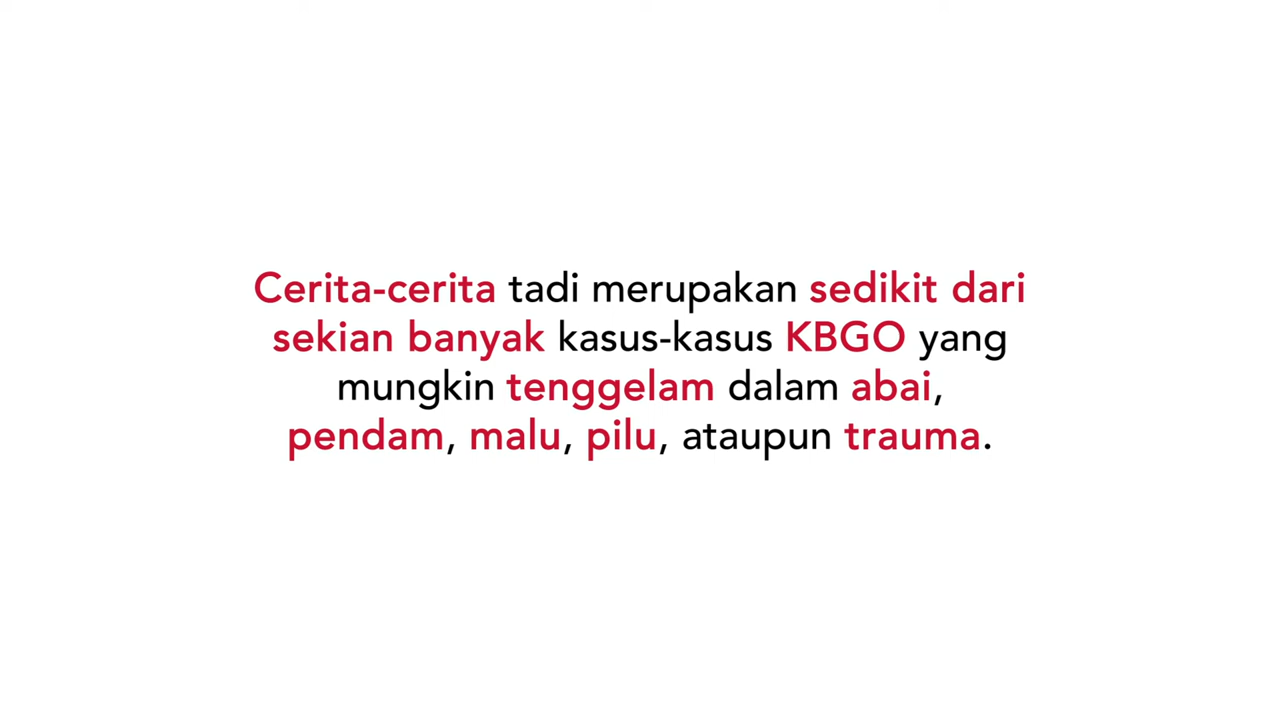 Cerita-cerita tadi merupakan sedikit dari
sekian banyak kasus-kasus KBGO yang
mungkin tenggelam dalam abai,
pendam, malu, pilu, ataupun trauma.